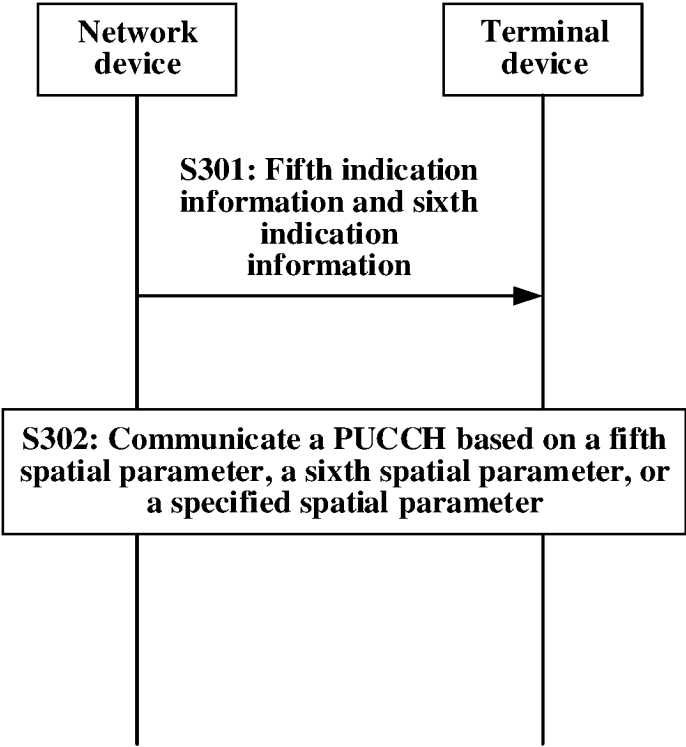 Network
device
Terminal
device
S301: Fifth indication
information and sixth
indication
information
S302: Communicate a PUCCH based on a fifth
spatial parameter, a sixth spatial parameter, or
a specified spatial parameter